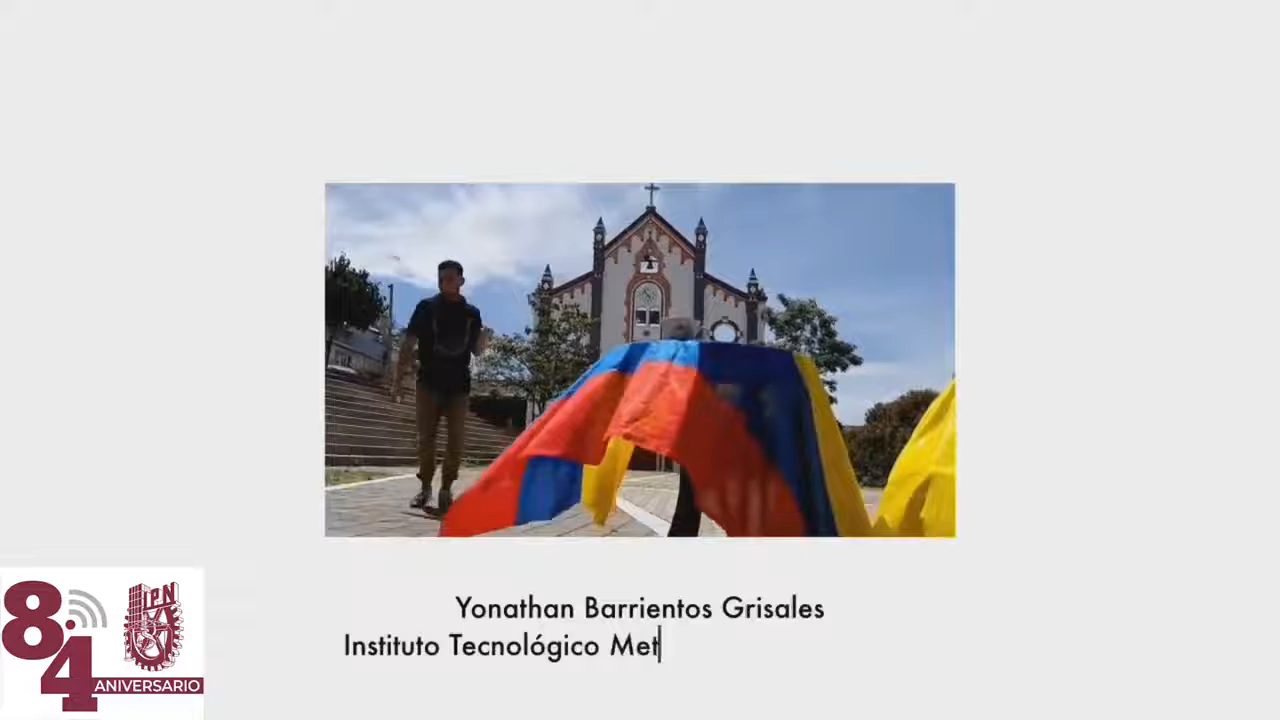 Yonathan Barrientos Grisales
Instituto Tecnológico Met
84
IPN
ANIVERSARIO